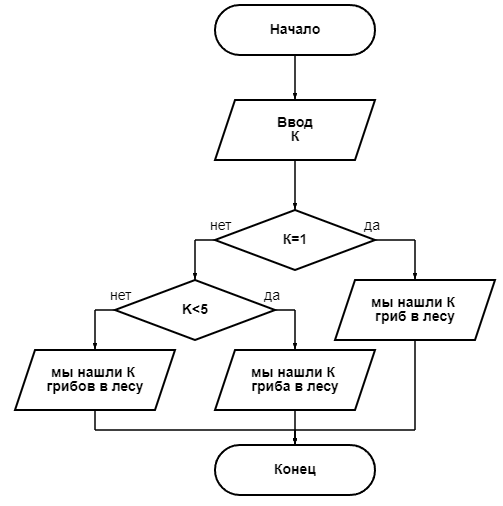 Начало
Ввод
К
нет
да
К=1
нет
да
К<5
мы нашли К
гриб в лесу
мы нашли К
грибов в лесу
мы нашли К
гриба в лесу
Конец